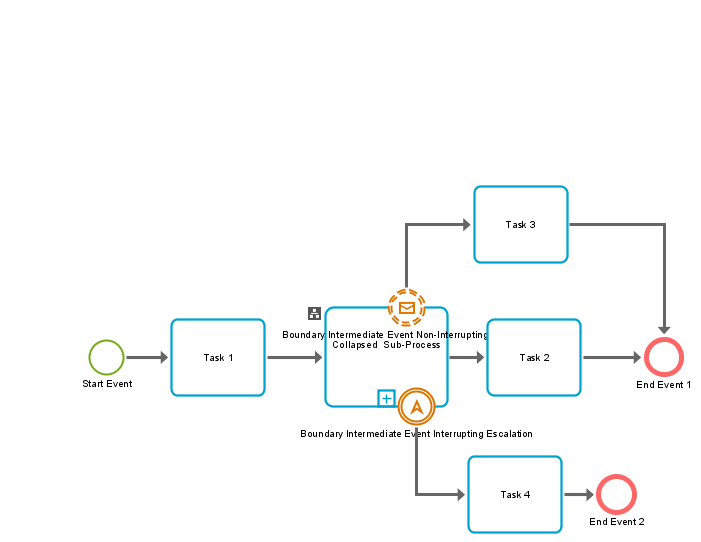 Task 3
Boundary Intermediate Event Non-Interrupting
Collapsed Sub-Process
Task 1
Task 2
Start Event
End Event 1
Boundary Intermediate Event Interrupting Escalation
Task 4
End Event 2